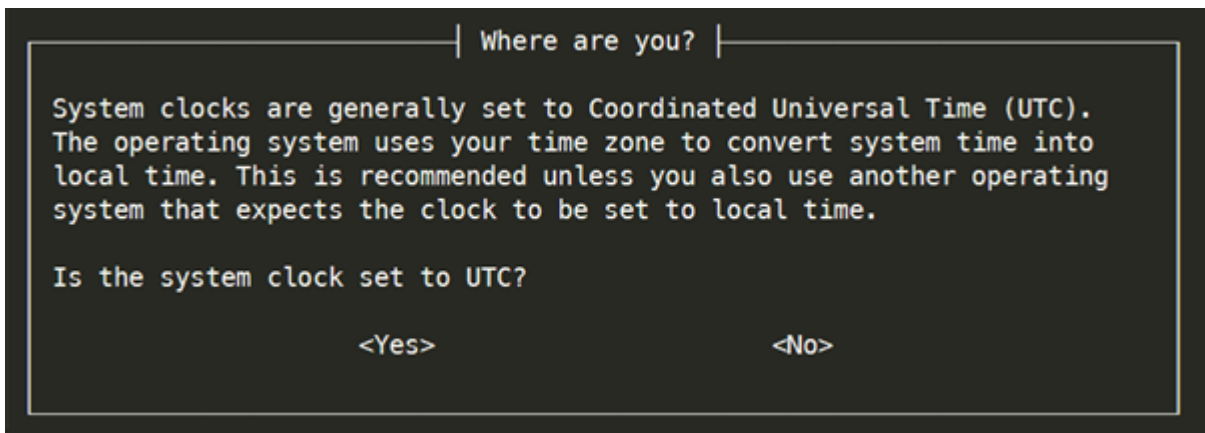 Where are you?
System clocks are generally set to Coordinated Universal Time (UTC).
The operating system uses your time zone to convert system time into
local time. This is recommended unless you also use another operating
system that expects the clock to be set to local time.
Is the system clock set to UTC?
<Yes> <No>